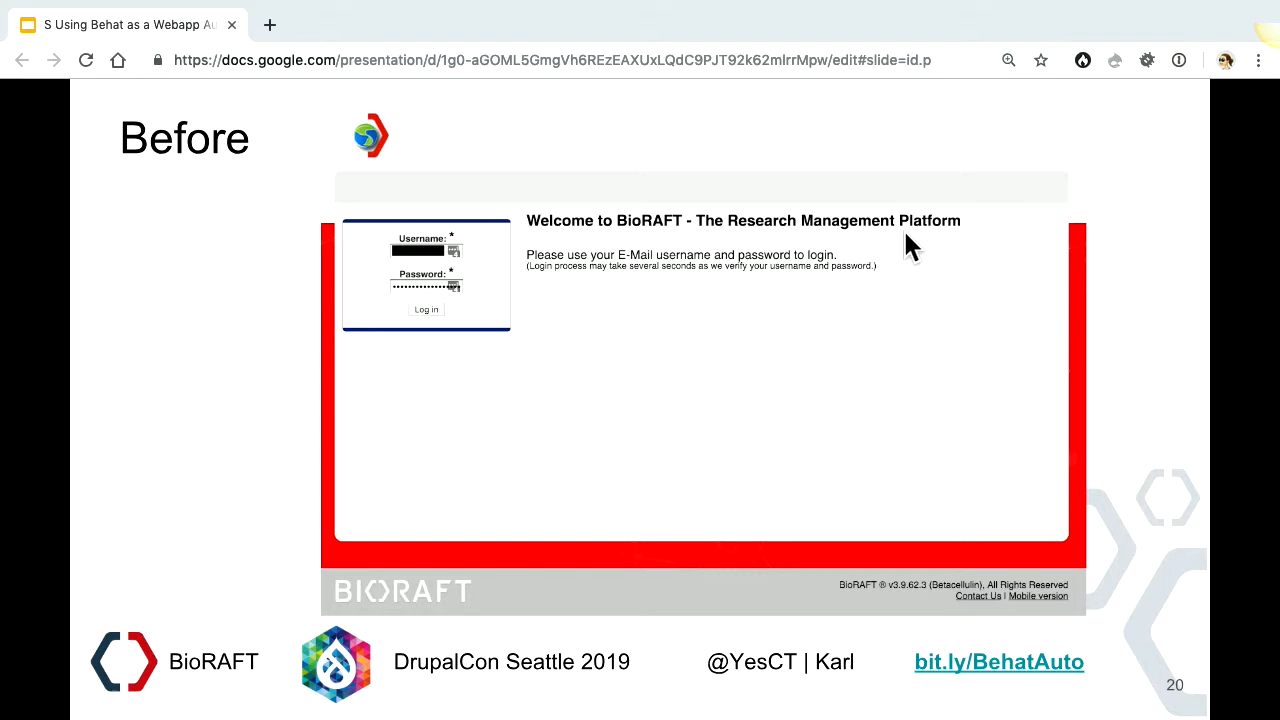 S Using Behat as a Webapp Au
https://docs.google.com/presentation/d/1g0-aGOML5GmgVh6REzEAXUxLQdC9PJT92k62mIrrMpw/edit#slide=id.p
Before
Welcome to BioRAFT - The Research Management Platform
Username: *
Please use your E-Mail username and password to login.
(Login process may take several seconds as we verify your username and password.)
Password: *
Log in
BIORAFT
BioRAFT ® v3.9.62.3 (Betacellulin), All Rights Reserved
Contact Us | Mobile version
BioRAFT
DrupalCon Seattle 2019
@YesCT | Karl
bit.ly/BehatAuto
20